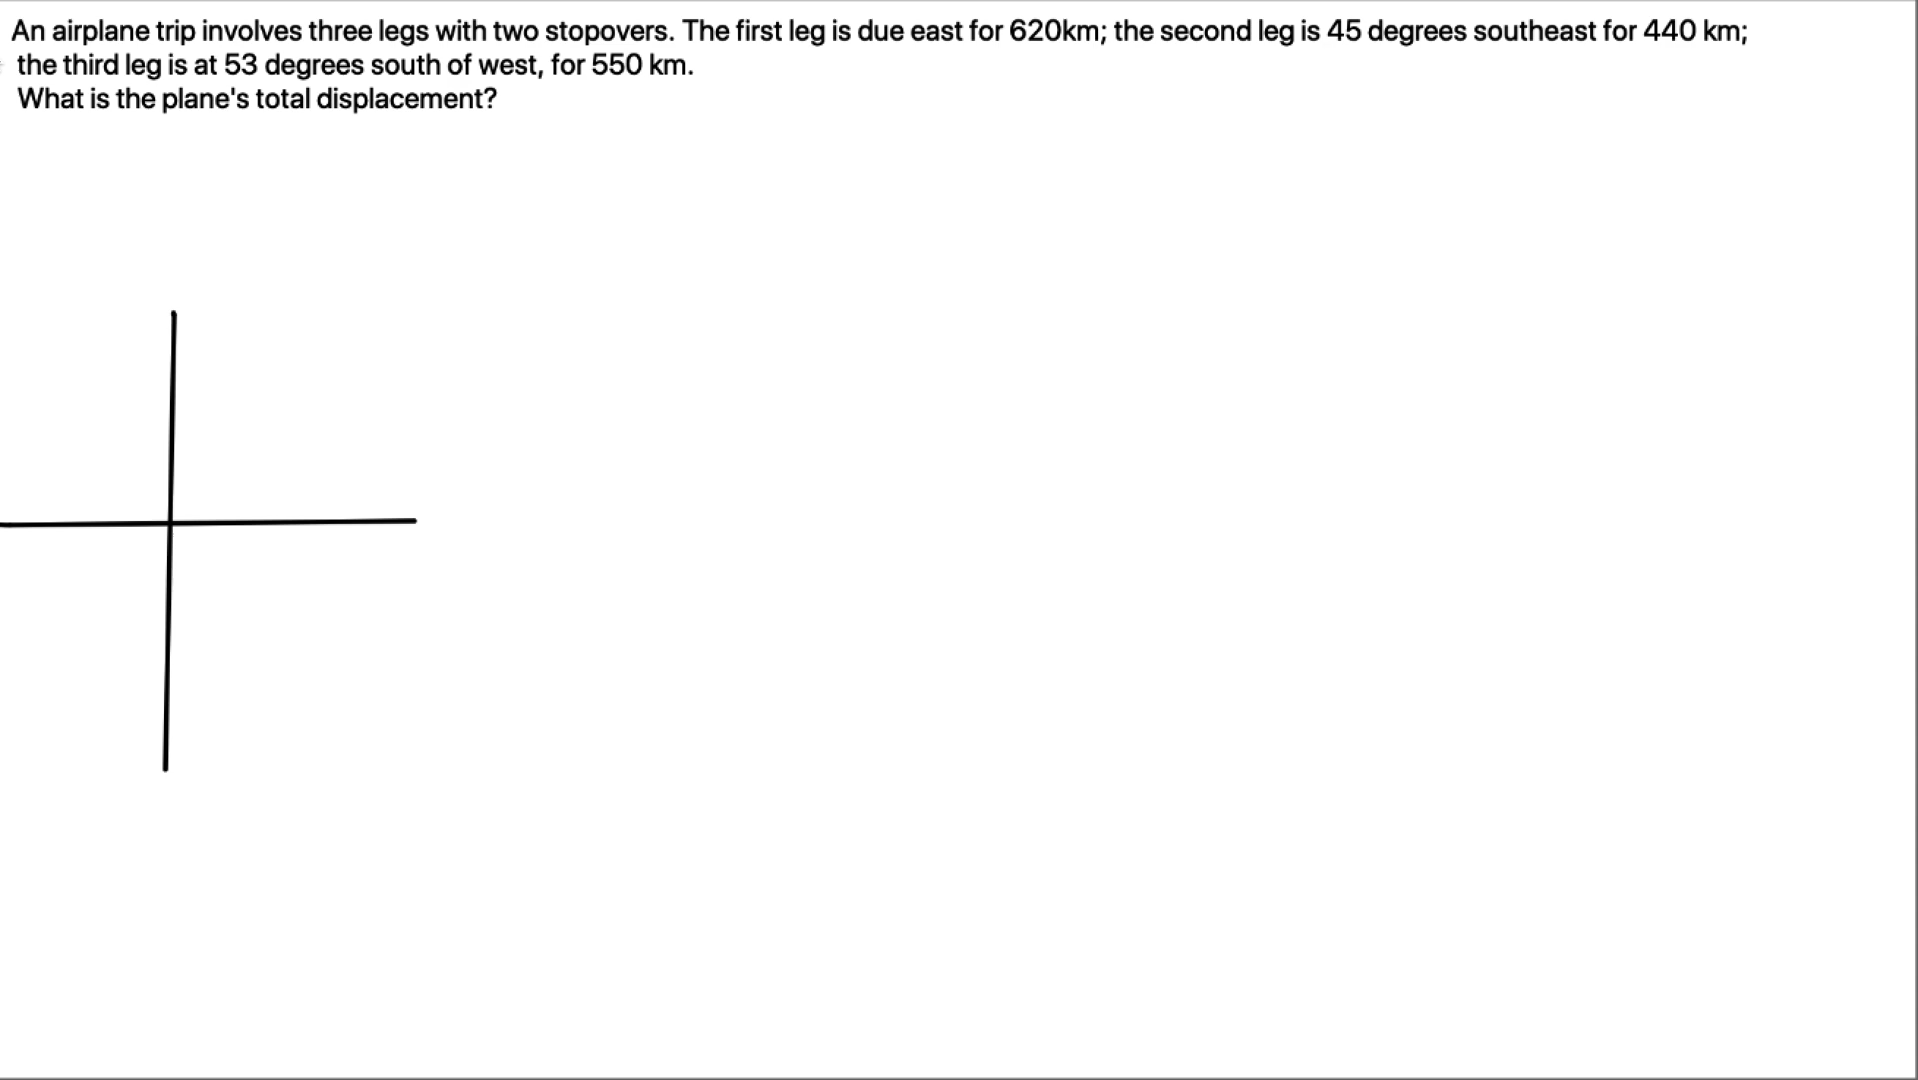 An airplane trip involves three legs with two stopovers. The first leg is due east for 620km; the second leg is 45 degrees southeast for 440 km;
the third leg is at 53 degrees south of west, for 550 km.
What is the plane's total displacement?